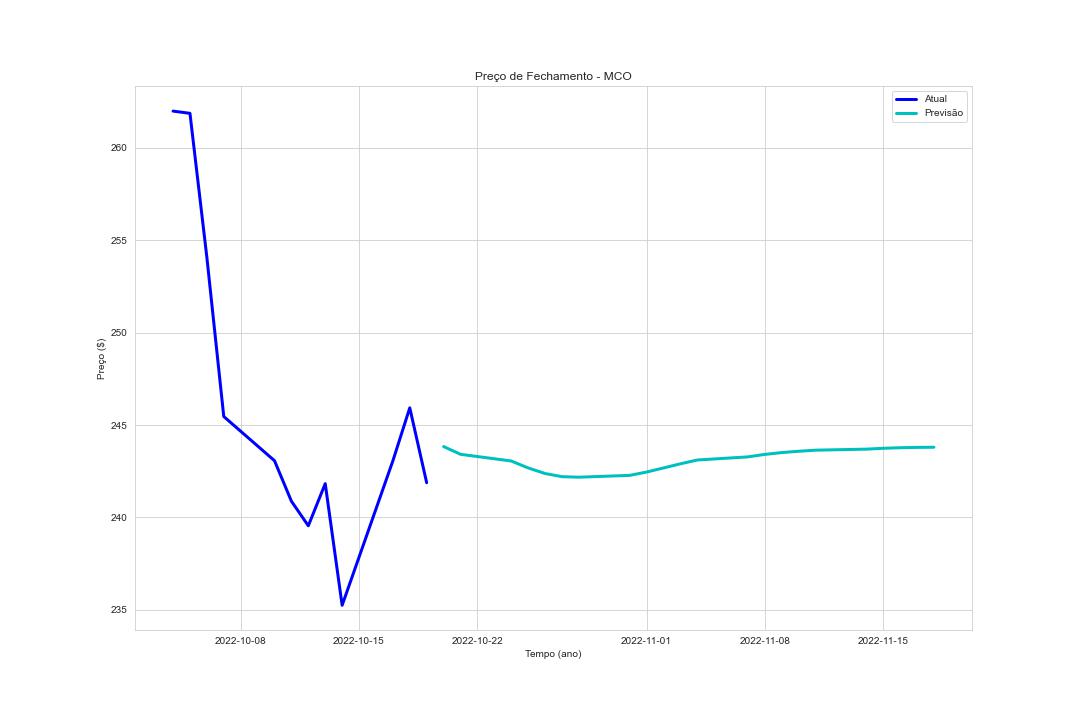 Preço de Fechamento - MCO
Atual
Previsão
260
255
250
245
240
235
Preço ($)
2022-10-08
2022-10-15
2022-10-22
2022-11-01
2022-11-08
2022-11-15
Tempo (ano)